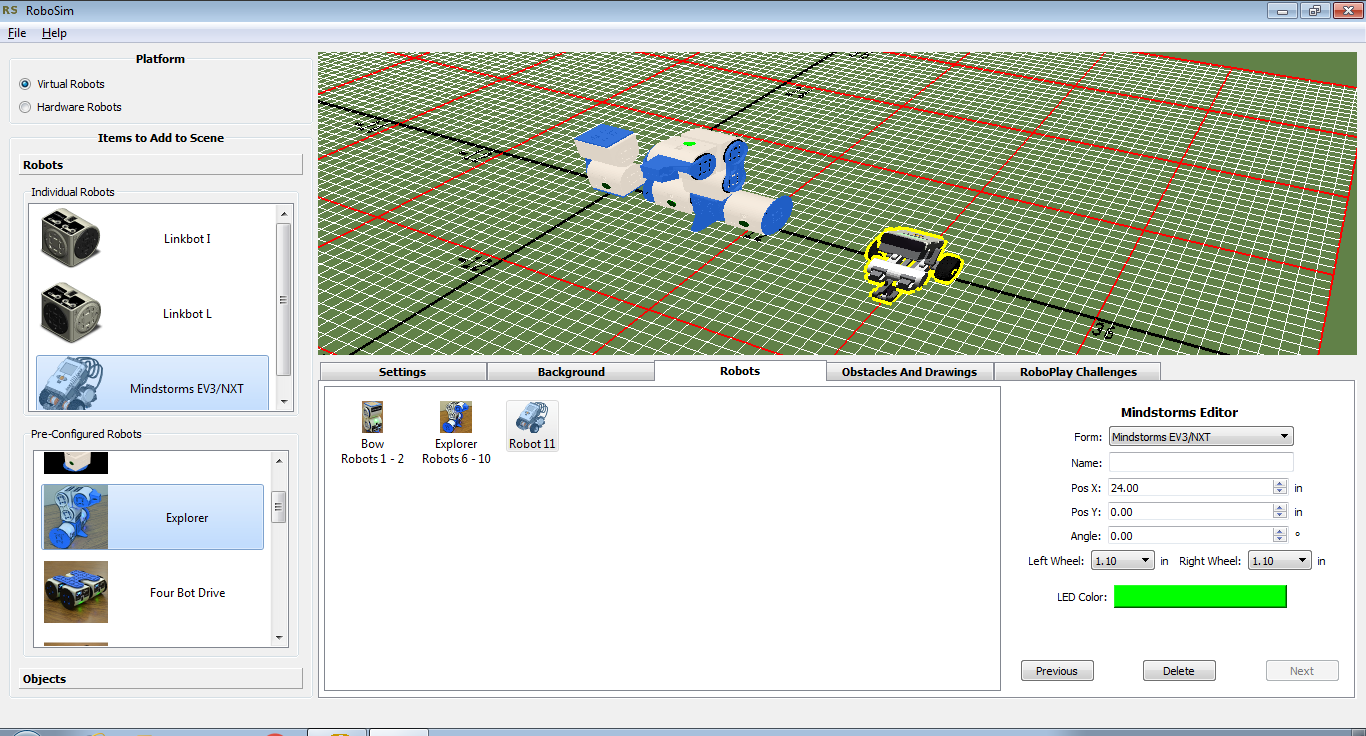 RS RoboSim
File Help
Platform
Virtual Robots
Hardware Robots
Items to Add to Scene
Robots
Individual Robots
Linkbot I
Linkbot L
Mindstorms EV3/NXT
Pre-Configured Robots
Explorer
Four Bot Drive
Objects
36
Settings
Background
Robots
Obstacles And Drawings
RoboPlay Challenges
Bow
Robots 1 - 2
Explorer
Robots 6 - 10
Robot 11
Mindstorms Editor
Form: Mindstorms EV3/NXT
Name:
Pos X: 24.00 in
Pos Y: 0.00 in
Angle: 0.00 °
Left Wheel: 1.10 in Right Wheel: 1.10 in
LED Color:
Previous
Delete
Next